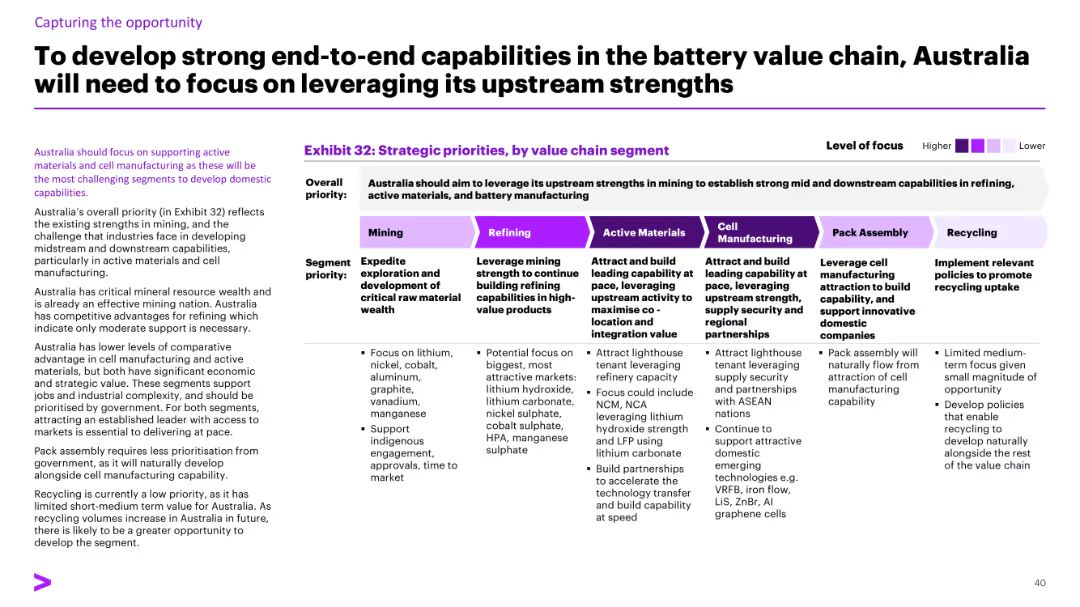 Capturing the opportunity
To develop strong end-to-end capabilities in the battery value chain, Australia
will need to focus on leveraging its upstream strengths
Australia should focus on supporting active
materials and cell manufacturing as these will be
the most challenging segments to develop domestic
capabilities.
Australia's overall priority (in Exhibit 32) reflects
the existing strengths in mining, and the
challenge that industries face in developing
midstream and downstream capabilities,
particularly in active materials and cell
manufacturing.
Australia has critical mineral resource wealth and
is already an effective mining nation. Australia
has competitive advantages for refining which
indicate only moderate support is necessary.
Australia has lower levels of comparative
advantage in cell manufacturing and active
materials, but both have significant economic
and strategic value. These segments support
jobs and industrial complexity, and should be
prioritised by government. For both segments,
attracting an established leader with access to
markets is essential to delivering at pace.
Pack assembly requires less prioritisation from
government, as it will naturally develop
alongside cell manufacturing capability.
Recycling is currently a low priority, as it has
limited short-medium term value for Australia. As
recycling volumes increase in Australia in future,
there is likely to be a greater opportunity to
develop the segment.
Exhibit 32: Strategic priorities, by value chain segment
Level of focus
Higher
Lower
Overall
priority:
Australia should aim to leverage its upstream strengths in mining to establish strong mid and downstream capabilities in refining,
active materials, and battery manufacturing
Mining
Refining
Active Materials
Cell
Manufacturing
Pack Assembly
Recycling
Segment
priority:
Expedite
exploration and
development of
critical raw material
wealth
Leverage mining
strength to continue
building refining
capabilities in high-
value products
Attract and build
leading capability at
pace, leveraging
upstream activity to
maximise co -
location and
integration value
Attract and build
leading capability at
pace, leveraging
upstream strength,
supply security and
regional
partnerships
Leverage cell
manufacturing
attraction to build
capability, and
support innovative
domestic
companies
Implement relevant
policies to promote
recycling uptake
▪ Focus on lithium,
nickel, cobalt,
aluminum,
graphite,
vanadium,
manganese
▪ Support
indigenous
engagement,
approvals, time to
market
▪ Potential focus on
biggest, most
attractive markets:
lithium hydroxide,
lithium carbonate,
nickel sulphate,
cobalt sulphate,
HPA, manganese
sulphate
▪ Attract lighthouse
tenant leveraging
refinery capacity
▪ Focus could include
NCM, NCA
leveraging lithium
hydroxide strength
and LFP using
lithium carbonate
▪ Build partnerships
to accelerate the
technology transfer
and build capability
at speed
▪ Attract lighthouse
tenant leveraging
supply security
and partnerships
with ASEAN
nations
▪ Continue to
support attractive
domestic
emerging
technologies e.g.
VRFB, iron flow,
LiS, ZnBr, Al
graphene cells
▪ Pack assembly will
naturally flow from
attraction of cell
manufacturing
capability
▪ Limited medium-
term focus given
small magnitude of
opportunity
▪ Develop policies
that enable
recycling to
develop naturally
alongside the rest
of the value chain
40